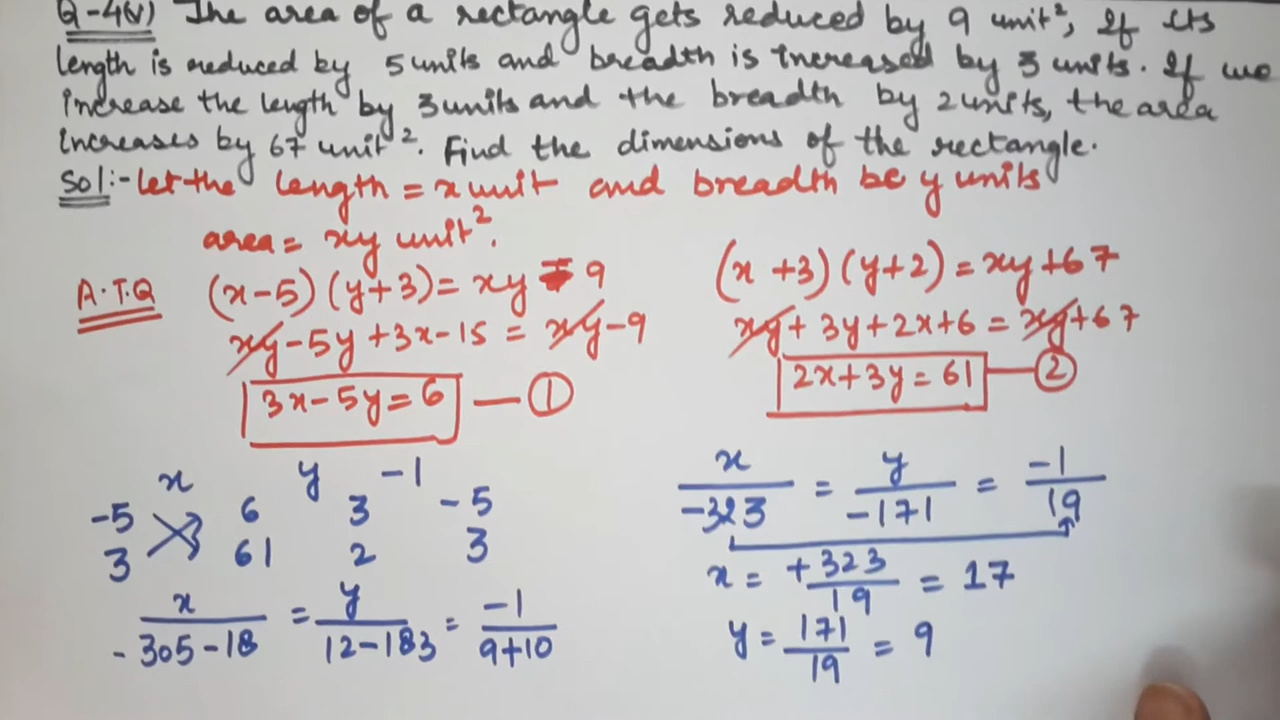 Q-4(v) The area of a rectangle gets reduced by 9 unit², If its
length is reduced by 5 units and breadth is increased by 3 units. If we
increase the length by 3 units and the breadth by 2 units, the area
increases by 67 unit². Find the dimensions of the rectangle.
Sol:- let the length = x unit and breadth be y units
area = xy unit².
A.T.Q (x-5)(y+3) = xy - 9 (x+3)(y+2) = xy+67
xy-5y+3x-15 = xy-9 xy+3y+2x+6 = xy+67
3x-5y=6 — ① 2x+3y=61 — ②
x y -1
-5 6 3 -5
3 61 2 3
x/-305-18 = y/12-183 = -1/9+10
x/-323 = y/-171 = -1/19
x = +323/19 = 17
y = 171/19 = 9